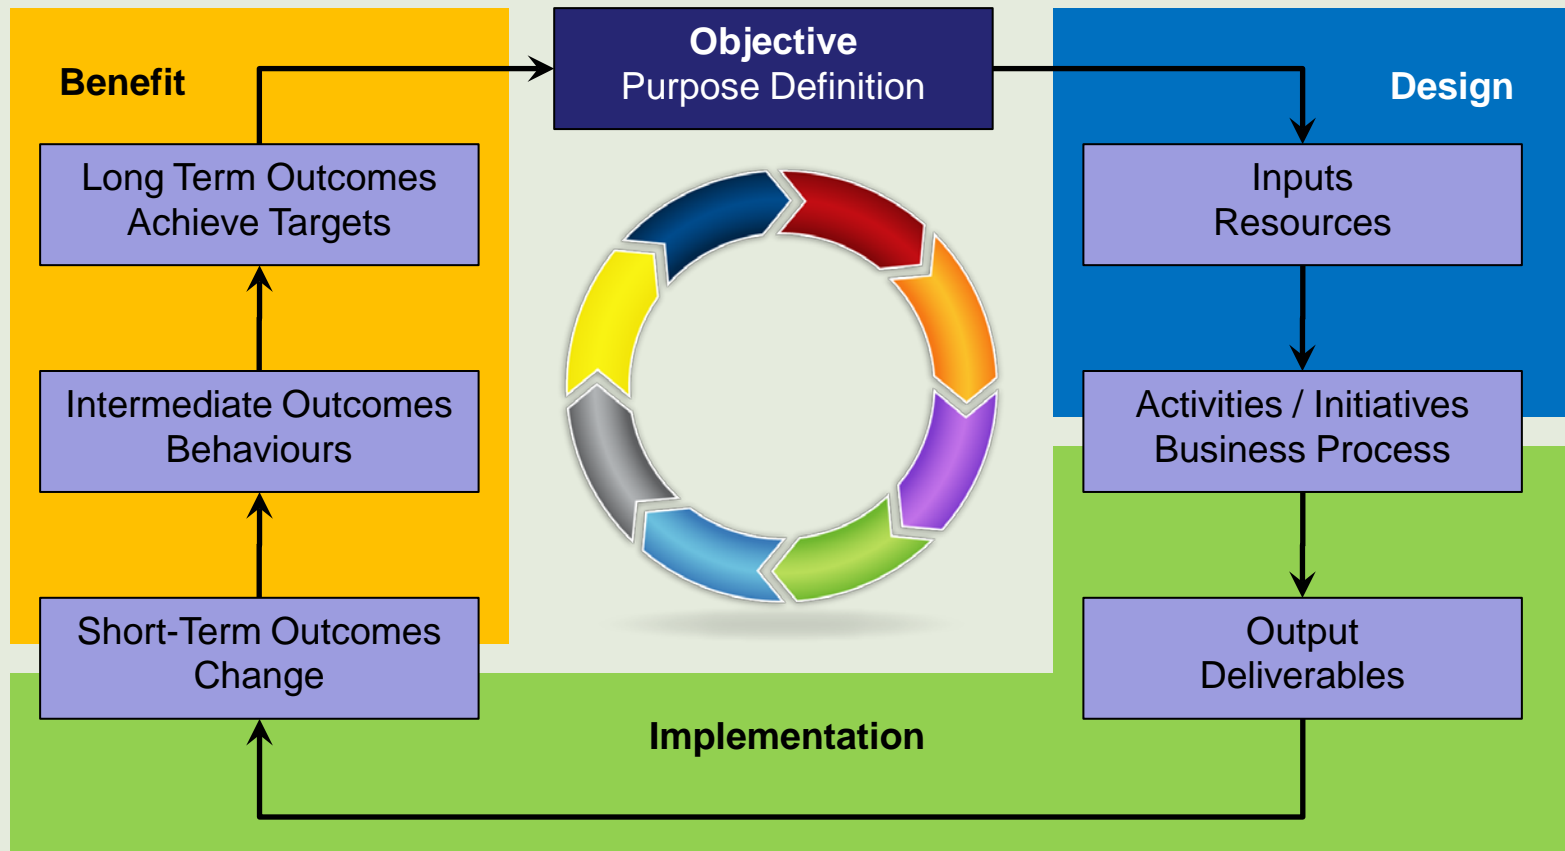 Objective
Purpose Definition
Benefit
Design
Long Term Outcomes
Achieve Targets
Inputs
Resources
Intermediate Outcomes
Behaviours
Activities / Initiatives
Business Process
Short-Term Outcomes
Change
Output
Deliverables
Implementation